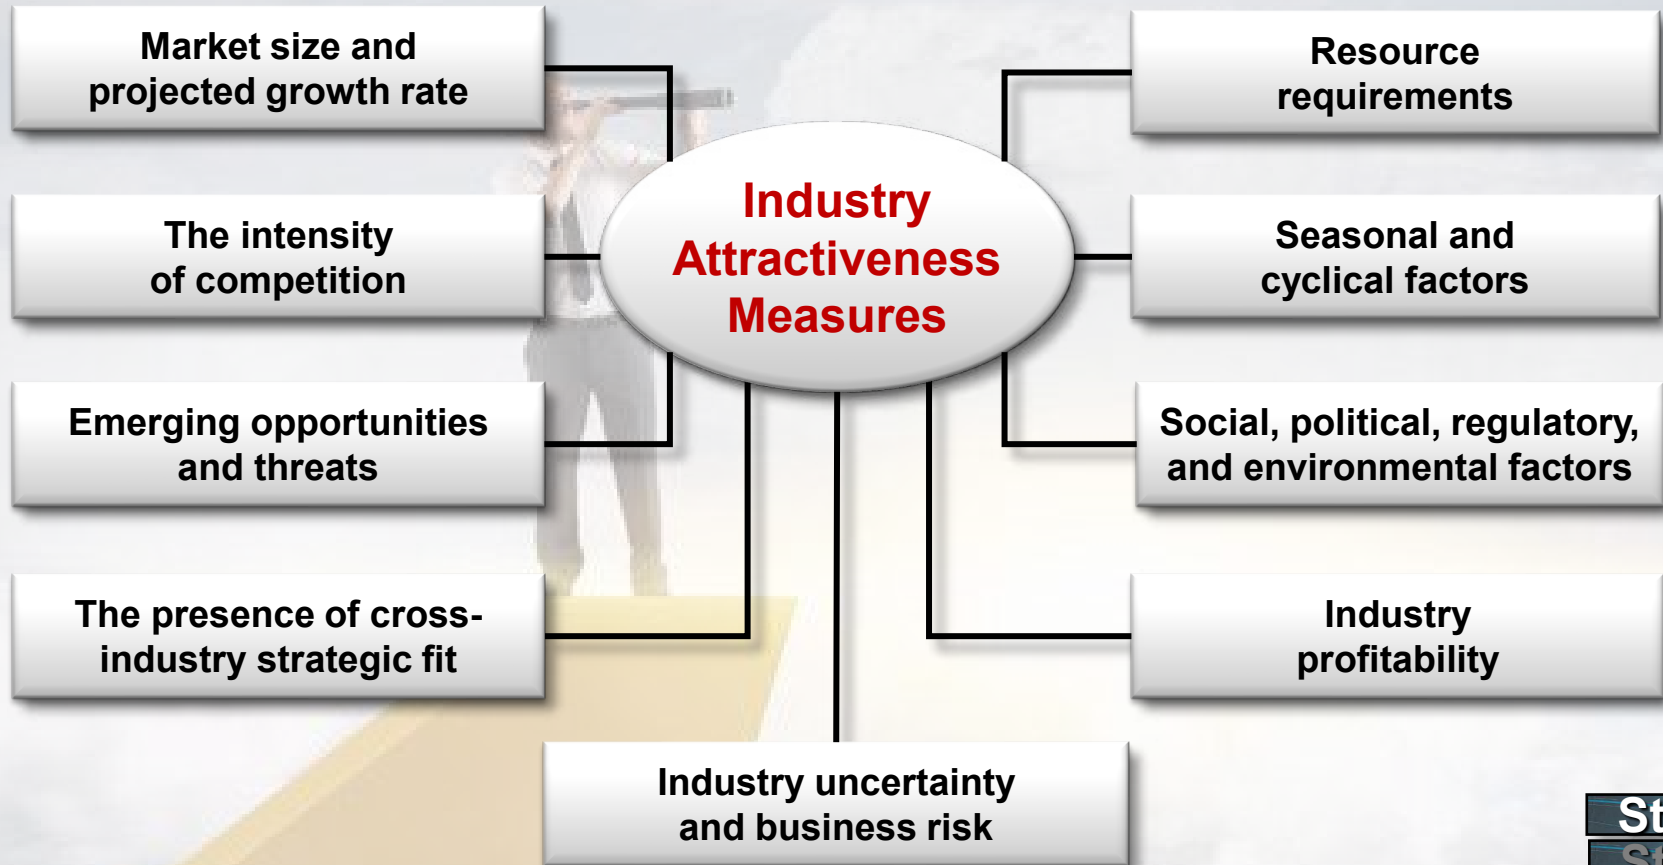 Market size and
projected growth rate
Resource
requirements
Industry
Attractiveness
Measures
The intensity
of competition
Seasonal and
cyclical factors
Emerging opportunities
and threats
Social, political, regulatory,
and environmental factors
The presence of cross-
industry strategic fit
Industry
profitability
Industry uncertainty
and business risk
St